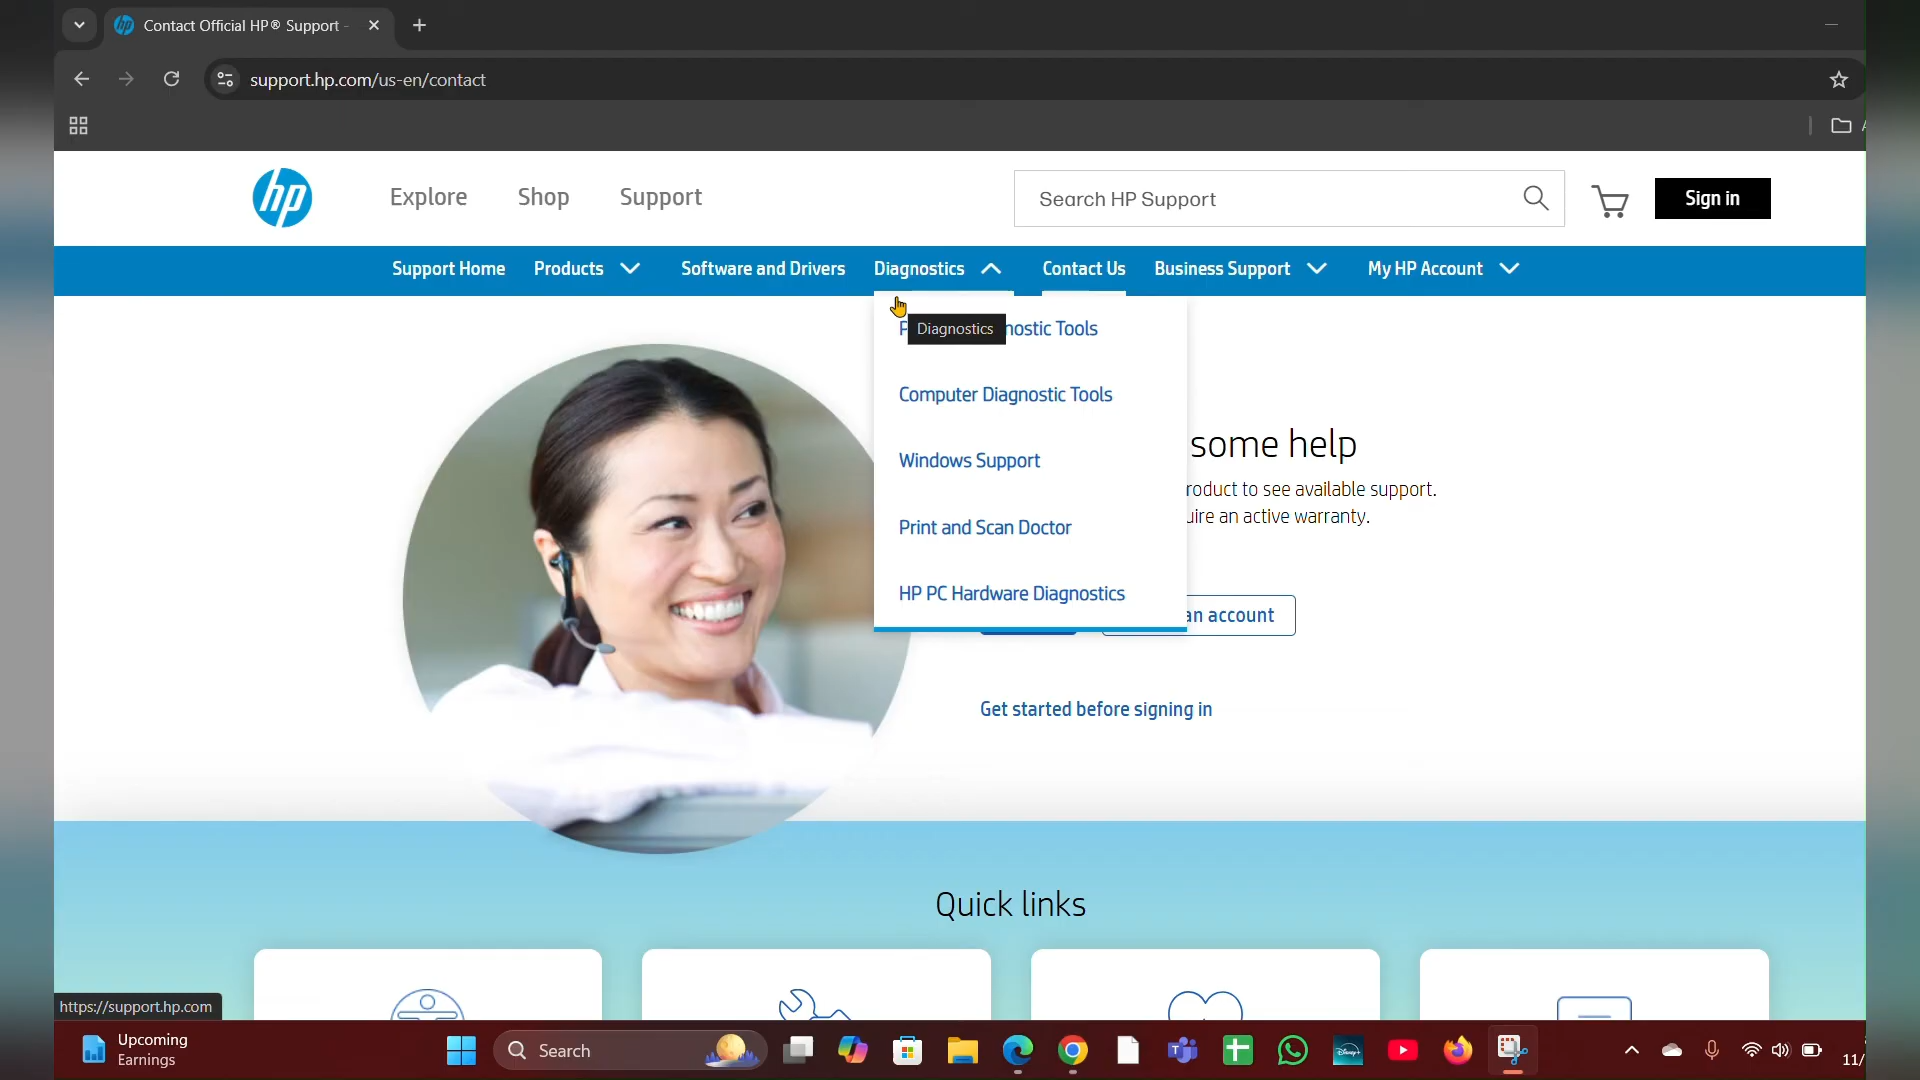 Contact Official HP® Support -
support.hp.com/us-en/contact
hp
Explore
Shop
Support
Search HP Support
Sign in
Support Home
Products
Software and Drivers
Diagnostics
Contact Us
Business Support
My HP Account
Diagnostics
nostic Tools
Computer Diagnostic Tools
Windows Support
Print and Scan Doctor
HP PC Hardware Diagnostics
some help
roduct to see available support.
uire an active warranty.
an account
Get started before signing in
Quick links
https://support.hp.com
Upcoming
Earnings
Search
Disney+
11/